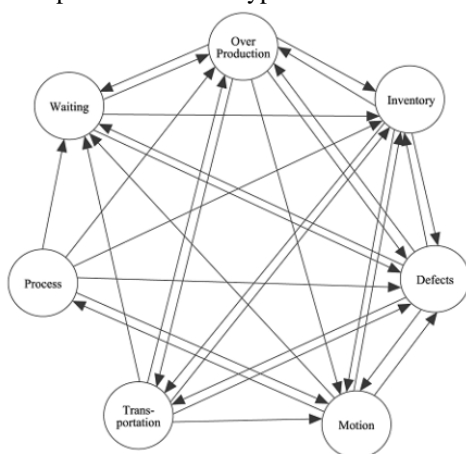 Over
Production
Waiting
Inventory
Process
Defects
Trans-
portation
Motion